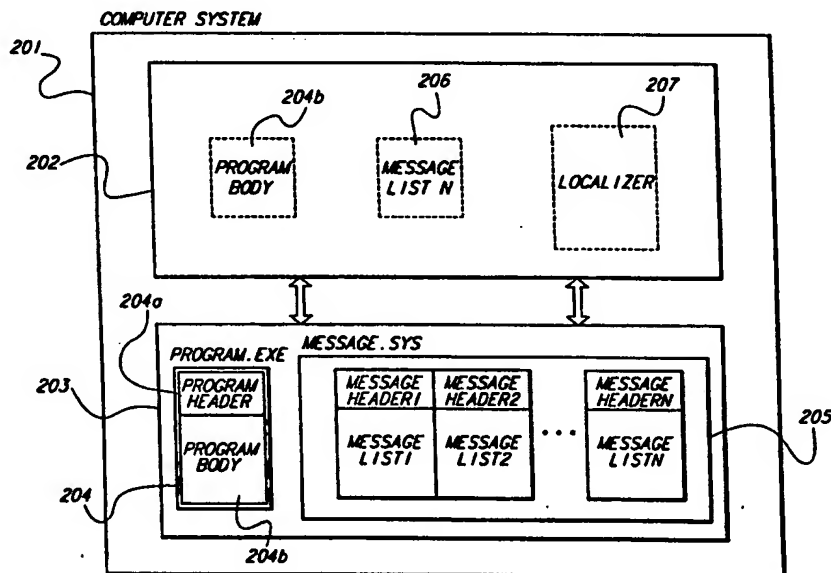 COMPUTER SYSTEM
201
204b
206
207
202
PROGRAM
BODY
MESSAGE
LIST N
LOCALIZER
204a
PROGRAM.EXE
MESSAGE.SYS
203
PROGRAM
HEADER
MESSAGE
HEADER1
MESSAGE
HEADER2
MESSAGE
HEADERN
PROGRAM
BODY
MESSAGE
LIST1
MESSAGE
LIST2
...
MESSAGE
LISTN
205
204
204b